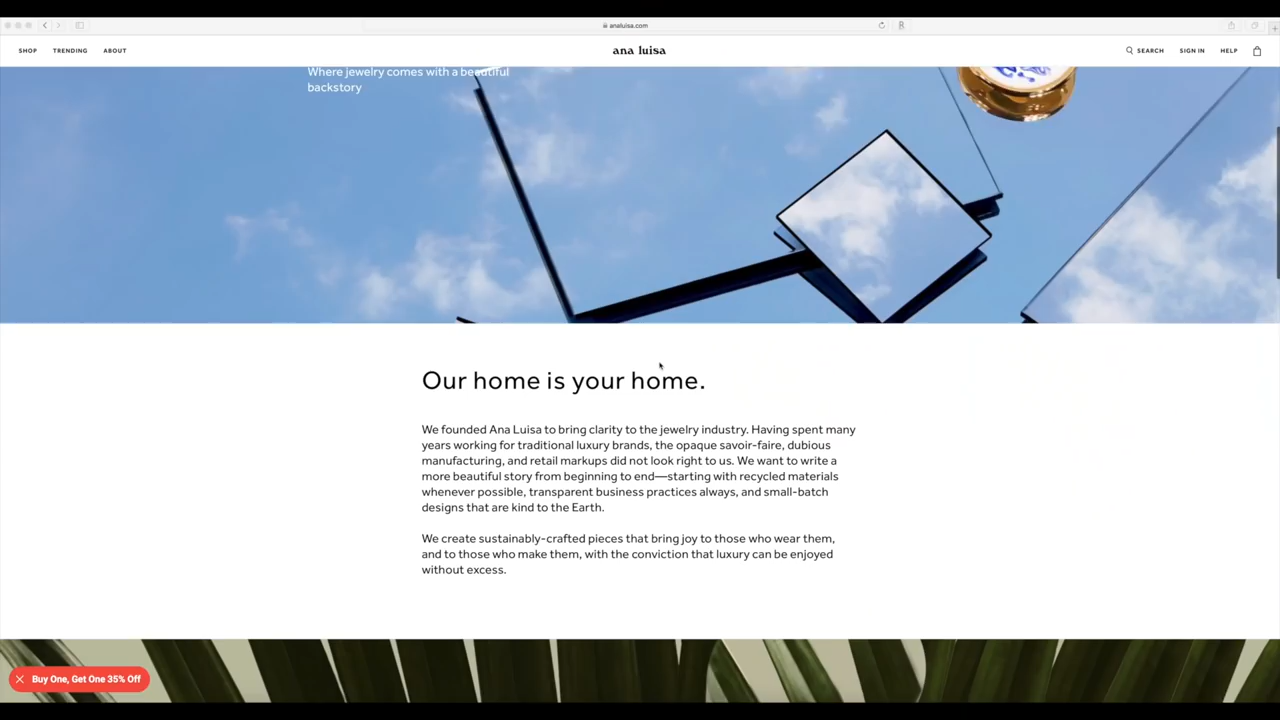 analuisa.com
SHOP TRENDING ABOUT ana luisa SEARCH SIGN IN HELP
Where jewelry comes with a beautiful
backstory
Our home is your home.
We founded Ana Luisa to bring clarity to the jewelry industry. Having spent many
years working for traditional luxury brands, the opaque savoir-faire, dubious
manufacturing, and retail markups did not look right to us. We want to write a
more beautiful story from beginning to end—starting with recycled materials
whenever possible, transparent business practices always, and small-batch
designs that are kind to the Earth.
We create sustainably-crafted pieces that bring joy to those who wear them,
and to those who make them, with the conviction that luxury can be enjoyed
without excess.
Buy One, Get One 35% Off